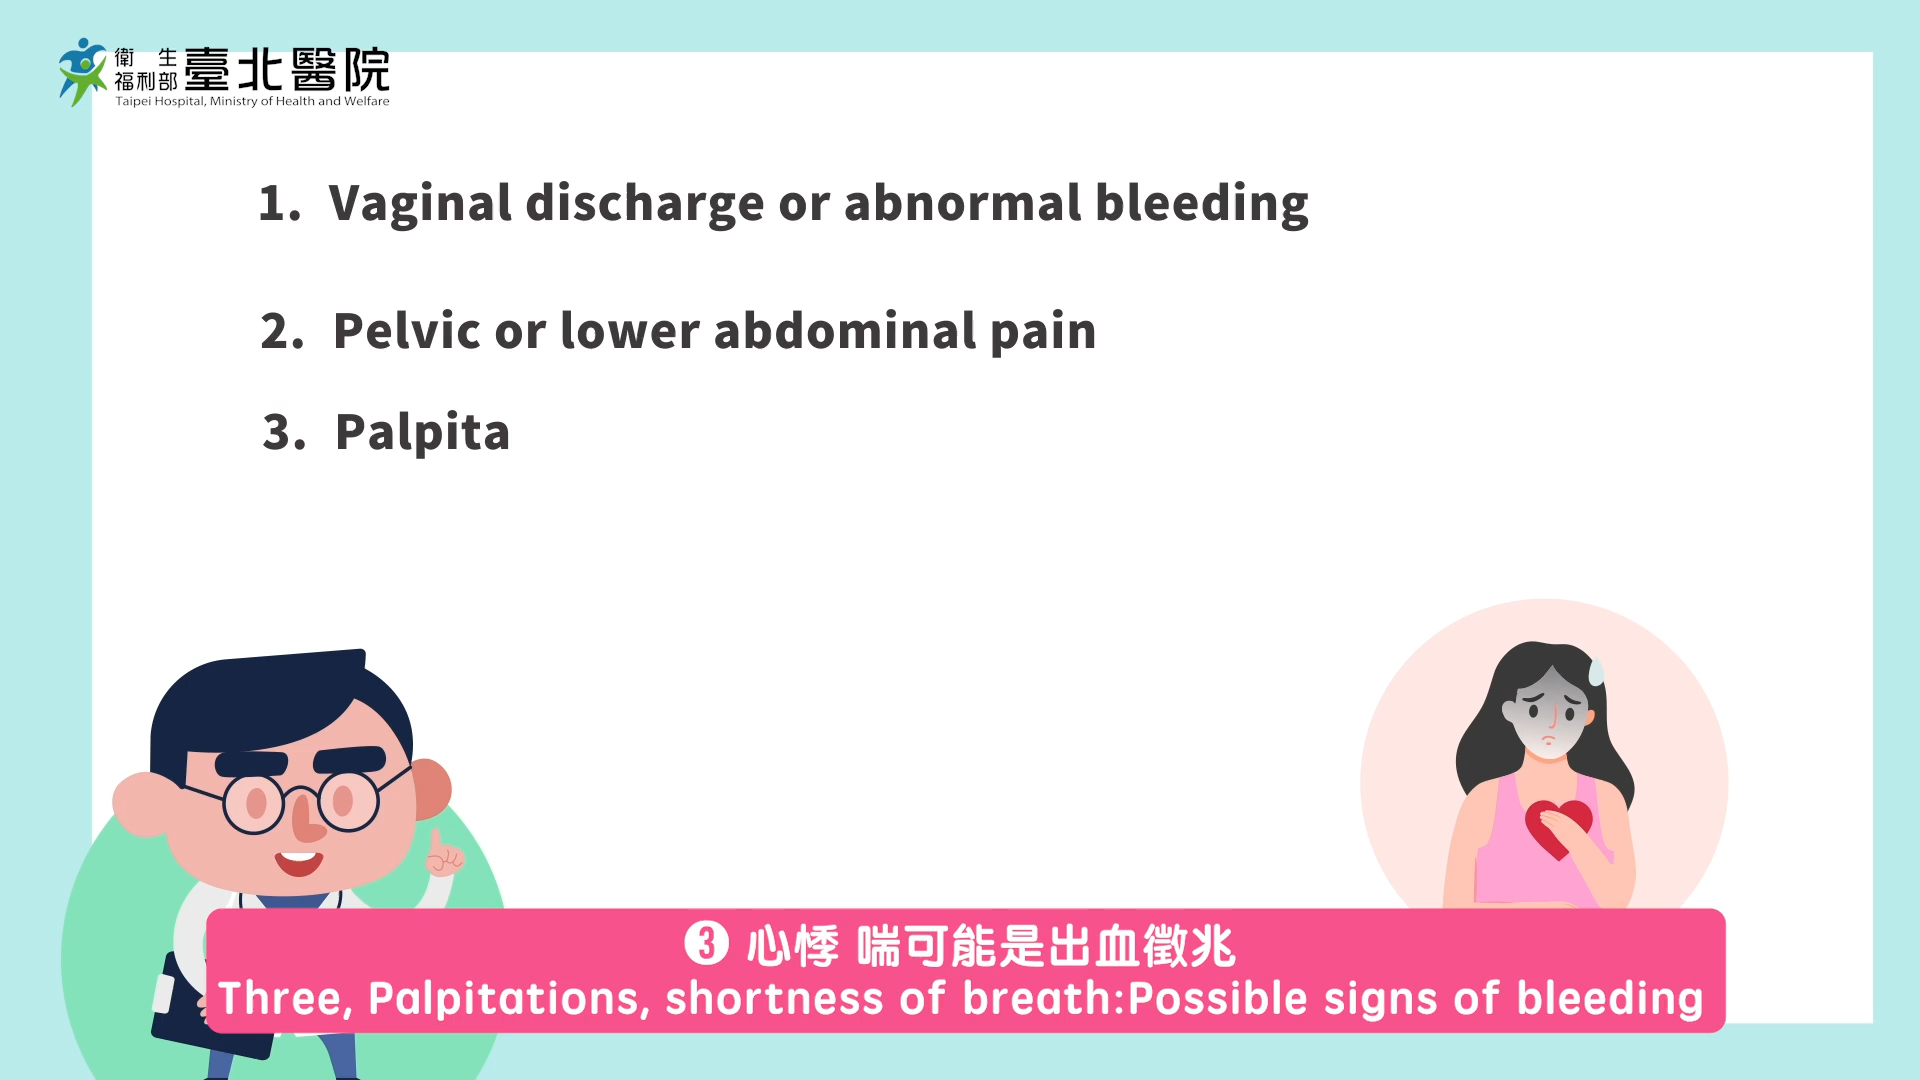 衛生
福利部 臺北醫院
Taipei Hospital, Ministry of Health and Welfare
1. Vaginal discharge or abnormal bleeding
2. Pelvic or lower abdominal pain
3. Palpita
❸ 心悸 喘可能是出血徵兆
Three, Palpitations, shortness of breath:Possible signs of bleeding